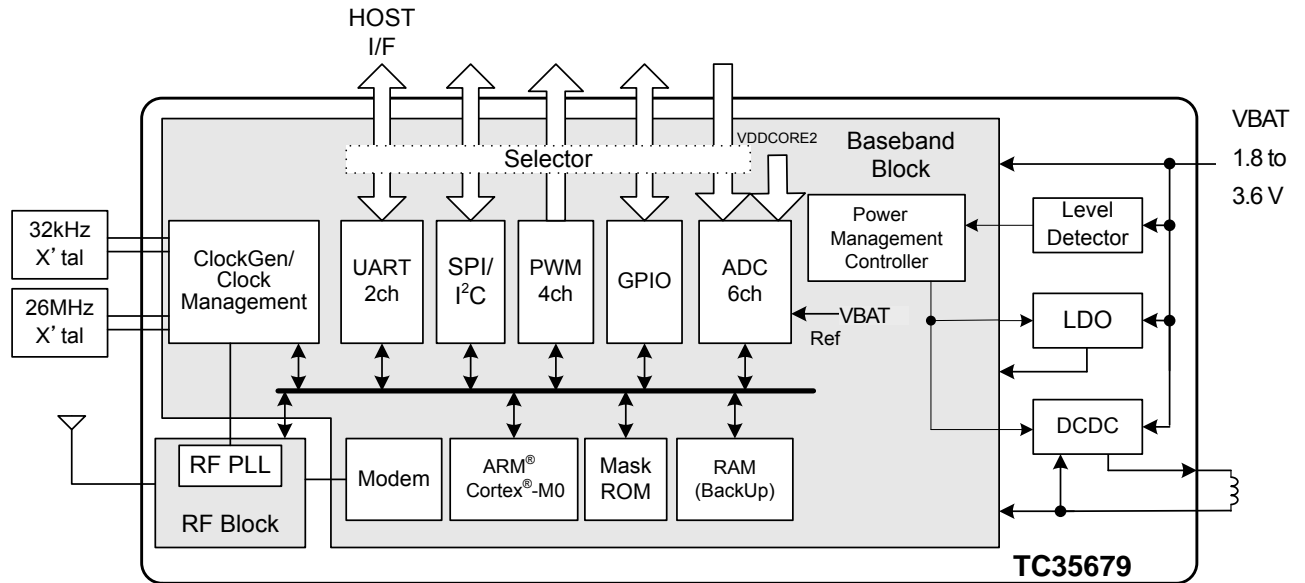 HOST
I/F
VBAT
1.8 to
3.6 V
VDDCORE2
Selector
Baseband
Block
32kHz
X' tal
26MHz
X' tal
ClockGen/
Clock
Management
UART
2ch
SPI/
I²C
PWM
4ch
GPIO
ADC
6ch
Power
Management
Controller
Level
Detector
VBAT
Ref
LDO
DCDC
RF PLL
RF Block
Modem
ARM®
Cortex®-M0
Mask
ROM
RAM
(BackUp)
TC35679